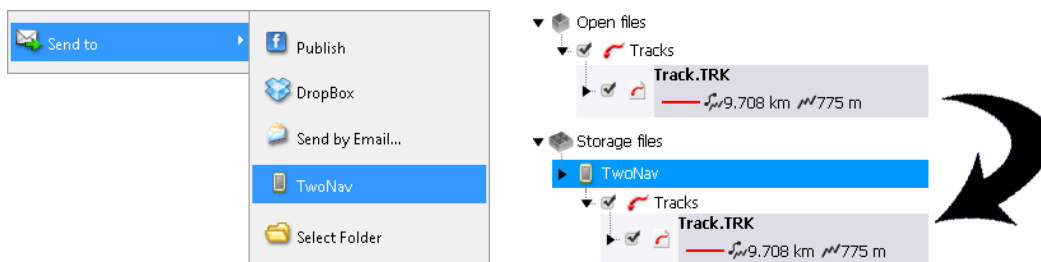 Send to
Publish
DropBox
Send by Email...
TwoNav
Select Folder
Open files
Tracks
Track.TRK
9.708 km 775 m
Storage files
TwoNav
Tracks
Track.TRK
9.708 km 775 m